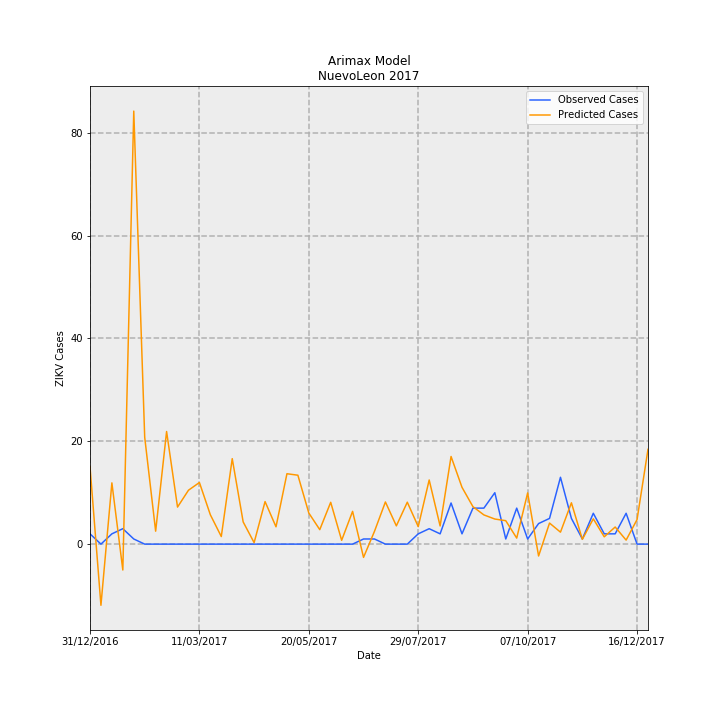 Arimax Model
NuevoLeon 2017
Observed Cases
Predicted Cases
80
60
40
20
0
ZIKV Cases
31/12/2016
11/03/2017
20/05/2017
29/07/2017
07/10/2017
16/12/2017
Date